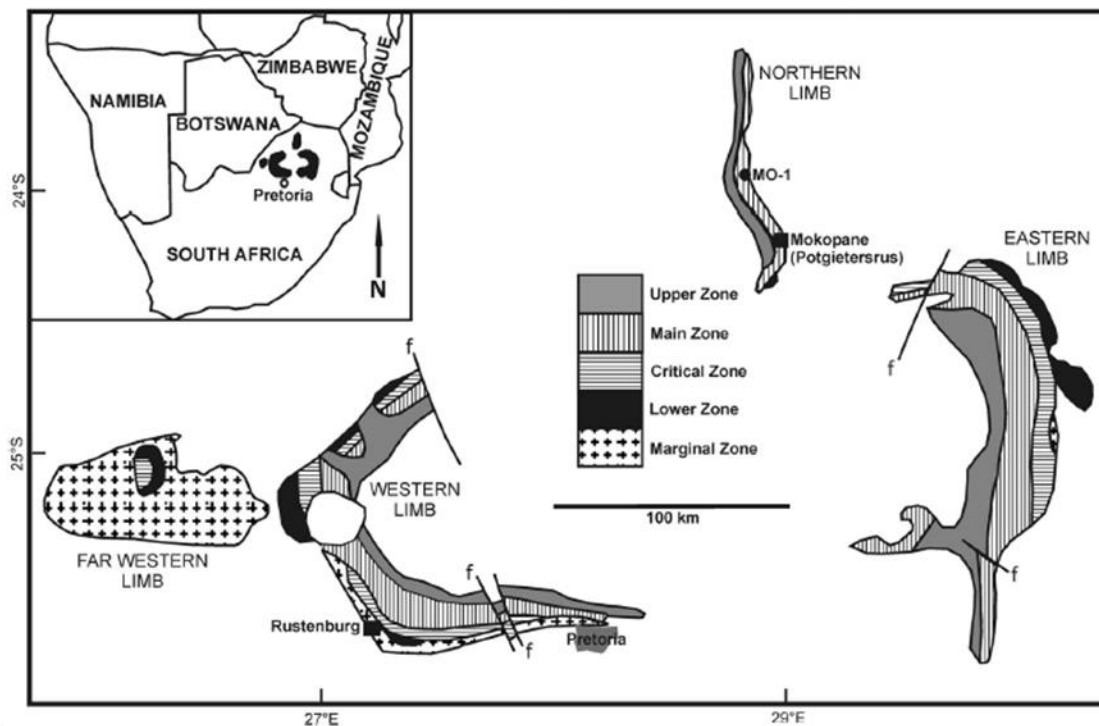 NAMIBIA
BOTSWANA
ZIMBABWE
MOZAMBIQUE
Pretoria
SOUTH AFRICA
N
24°S
25°S
27°E
29°E
NORTHERN
LIMB
MO-1
Mokopane
(Potgietersrus)
EASTERN
LIMB
f
f
Upper Zone
Main Zone
Critical Zone
Lower Zone
Marginal Zone
100 km
f
WESTERN
LIMB
FAR WESTERN
LIMB
f
f
Rustenburg
Pretoria